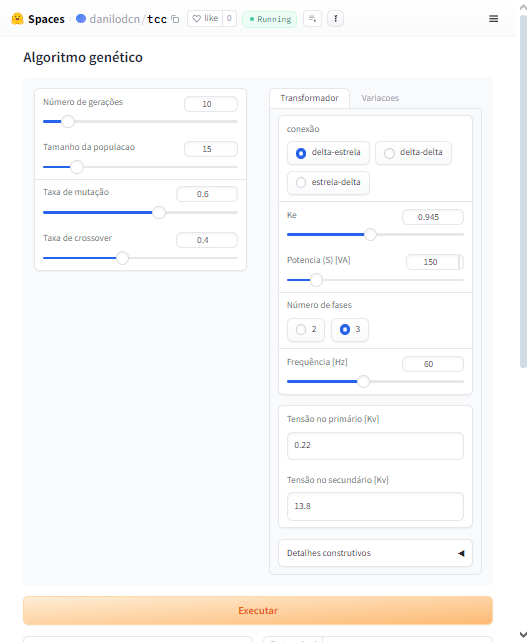 Spaces danilodcn/tcc like 0 Running
Algoritmo genético
Número de gerações 10
Tamanho da populacao 15
Taxa de mutação 0.6
Taxa de crossover 0.4
Transformador Variacoes
conexão
delta-estrela delta-delta
estrela-delta
Ke 0.945
Potencia (S) [VA] 150
Número de fases
2 3
Frequência [Hz] 60
Tensão no primário [Kv]
0.22
Tensão no secundário [Kv]
13.8
Detalhes construtivos
Executar